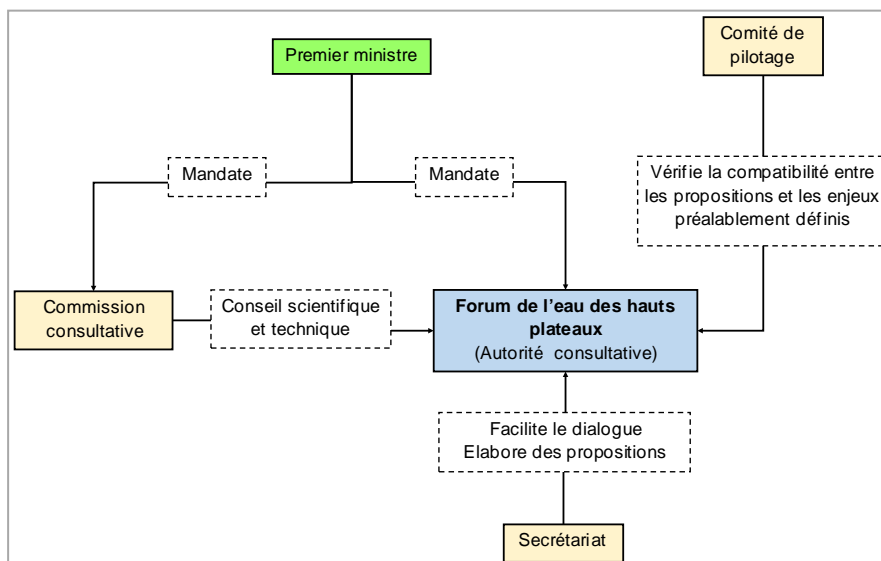 Premier ministre
Comité de
pilotage
Mandate
Mandate
Vérifie la compatibilité entre
les propositions et les enjeux
préalablement définis
Commission
consultative
Conseil scientifique
et technique
Forum de l'eau des hauts
plateaux
(Autorité consultative)
Facilite le dialogue
Elabore des propositions
Secrétariat